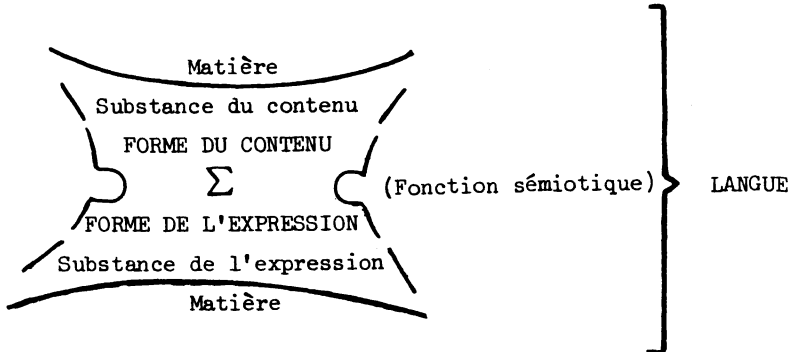 Matière
Substance du contenu
FORME DU CONTENU
Σ (Fonction sémiotique) LANGUE
FORME DE L'EXPRESSION
Substance de l'expression
Matière